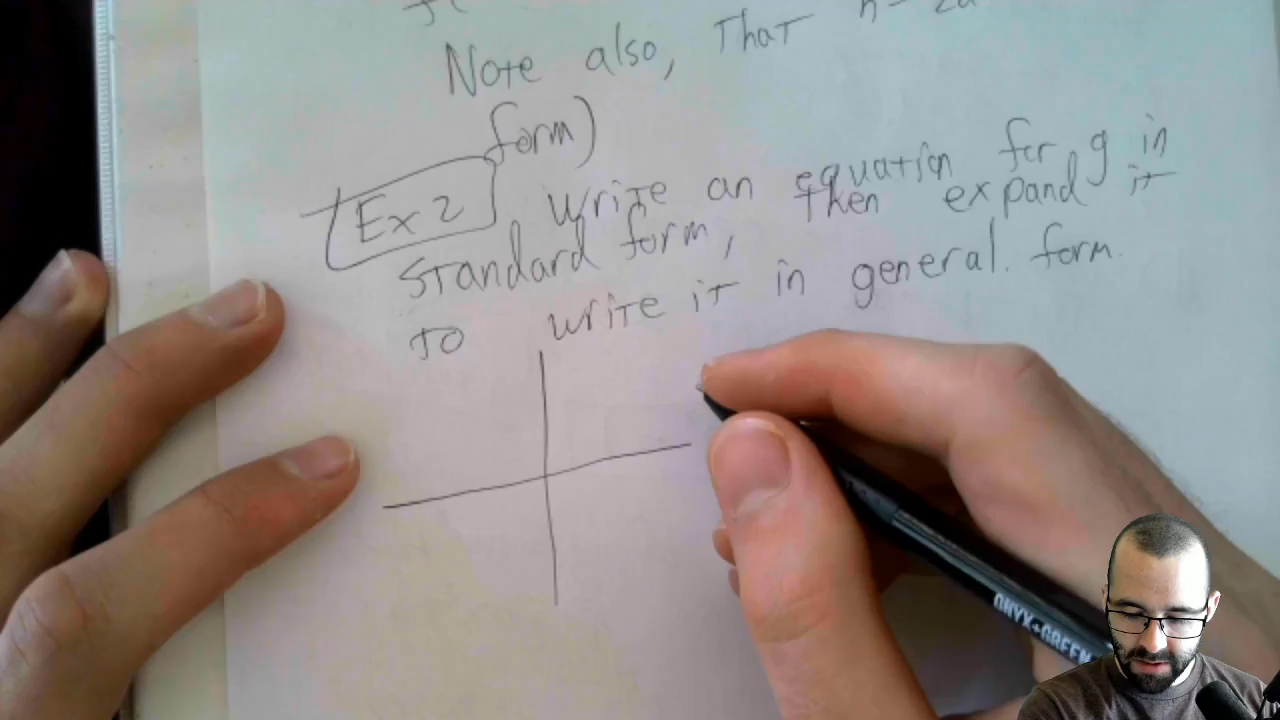 Note also, That h - 2a
form)
Ex 2 Write an equation for g in
standard form, Then expand it
To write it in general form.
ONYX+GREEN